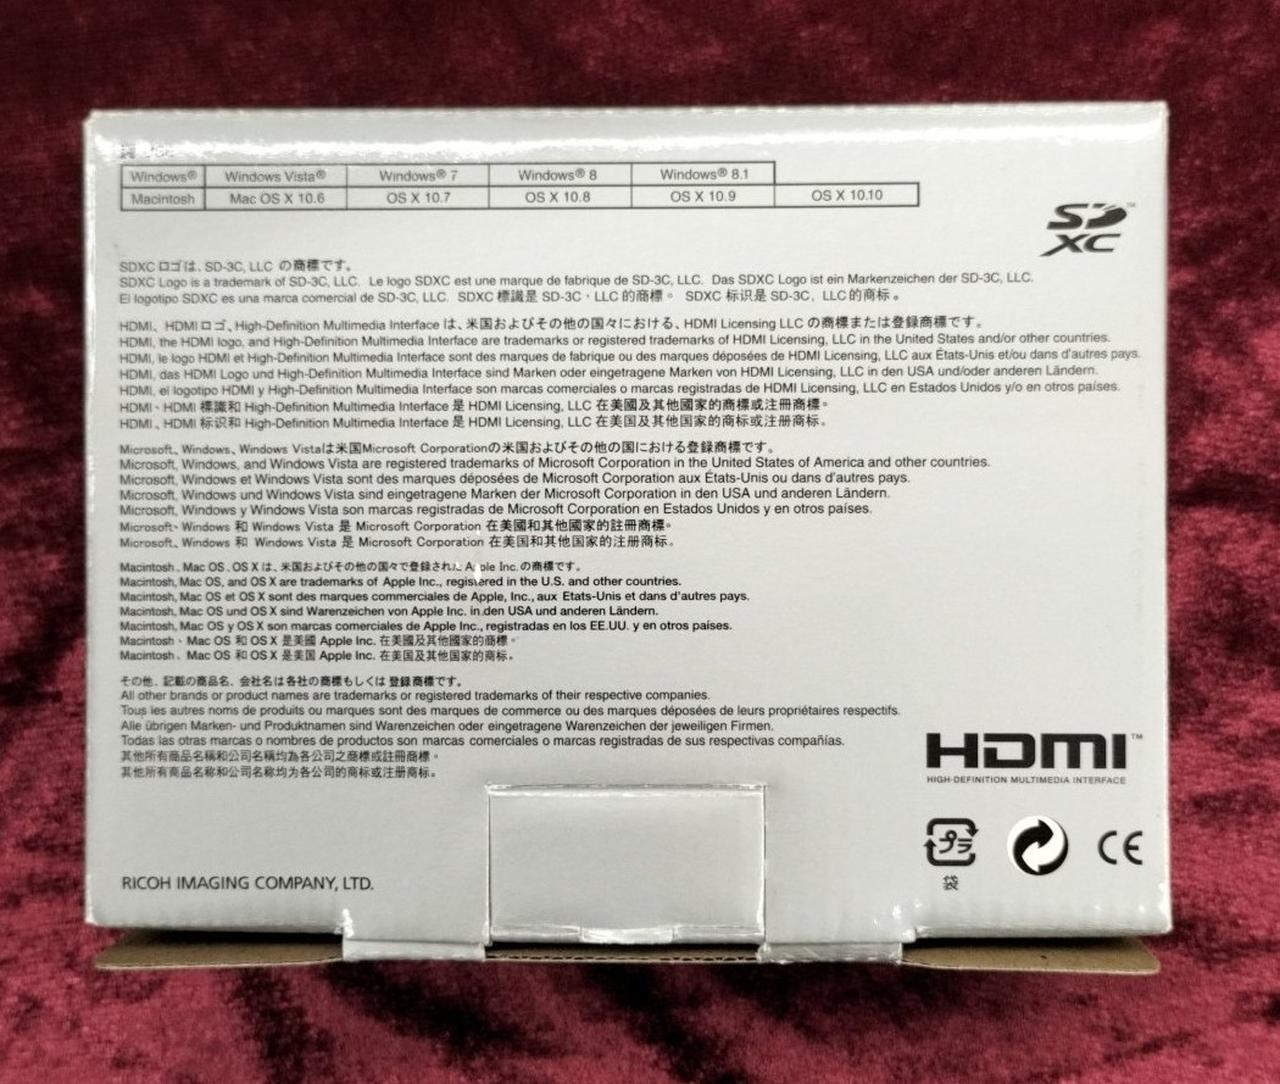 Windows® Windows Vista® Windows® 7 Windows® 8 Windows® 8.1
Macintosh Mac OS X 10.6 OS X 10.7 OS X 10.8 OS X 10.9 OS X 10.10
SD™
XC
SDXCロゴは、SD-3C, LLC の商標です。
SDXC Logo is a trademark of SD-3C, LLC. Le logo SDXC est une marque de fabrique de SD-3C, LLC. Das SDXC Logo ist ein Markenzeichen der SD-3C, LLC.
El logotipo SDXC es una marca comercial de SD-3C, LLC. SDXC 標識是 SD-3C，LLC 的商標。 SDXC 标识是 SD-3C, LLC的商标。
HDMI、HDMIロゴ、High-Definition Multimedia Interface は、米国およびその他の国々における、HDMI Licensing LLC の商標または登録商標です。
HDMI, the HDMI logo, and High-Definition Multimedia Interface are trademarks or registered trademarks of HDMI Licensing, LLC in the United States and/or other countries.
HDMI, le logo HDMI et High-Definition Multimedia Interface sont des marques de fabrique ou des marques déposées de HDMI Licensing, LLC aux États-Unis et/ou dans d'autres pays.
HDMI, das HDMI Logo und High-Definition Multimedia Interface sind Marken oder eingetragene Marken von HDMI Licensing, LLC in den USA und/oder anderen Ländern.
HDMI, el logotipo HDMI y High-Definition Multimedia Interface son marcas comerciales o marcas registradas de HDMI Licensing, LLC en Estados Unidos y/o en otros países.
HDMI、HDMI 標識和 High-Definition Multimedia Interface 是 HDMI Licensing, LLC 在美國及其他國家的商標或注冊商標。
HDMI、HDMI 标识和 High-Definition Multimedia Interface 是 HDMI Licensing, LLC 在美国及其他国家的商标或注册商标。
Microsoft、Windows、Windows Vistaは米国Microsoft Corporationの米国およびその他の国における登録商標です。
Microsoft, Windows, and Windows Vista are registered trademarks of Microsoft Corporation in the United States of America and other countries.
Microsoft, Windows et Windows Vista sont des marques déposées de Microsoft Corporation aux États-Unis ou dans d'autres pays.
Microsoft, Windows und Windows Vista sind eingetragene Marken der Microsoft Corporation in den USA und anderen Ländern.
Microsoft, Windows y Windows Vista son marcas registradas de Microsoft Corporation en Estados Unidos y en otros países.
Microsoft、Windows 和 Windows Vista 是 Microsoft Corporation 在美國和其他國家的註冊商標。
Microsoft、Windows 和 Windows Vista 是 Microsoft Corporation 在美国和其他国家的注册商标。
Macintosh、Mac OS、OS X は、米国およびその他の国々で登録された Apple Inc.の商標です。
Macintosh, Mac OS, and OS X are trademarks of Apple Inc., registered in the U.S. and other countries.
Macintosh, Mac OS et OS X sont des marques commerciales de Apple, Inc., aux Etats-Unis et dans d'autres pays.
Macintosh, Mac OS und OS X sind Warenzeichen von Apple Inc. in den USA und anderen Ländern.
Macintosh, Mac OS y OS X son marcas comerciales de Apple Inc., registradas en los EE.UU. y en otros países.
Macintosh、Mac OS 和 OS X 是美國 Apple Inc. 在美國及其他國家的商標。
Macintosh、Mac OS 和 OS X 是美国 Apple Inc. 在美国及其他国家的商标。
その他、記載の商品名、会社名は各社の商標もしくは登録商標です。
All other brands or product names are trademarks or registered trademarks of their respective companies.
Tous les autres noms de produits ou marques sont des marques de commerce ou des marques déposées de leurs propriétaires respectifs.
Alle übrigen Marken- und Produktnamen sind Warenzeichen oder eingetragene Warenzeichen der jeweiligen Firmen.
Todas las otras marcas o nombres de productos son marcas comerciales o marcas registradas de sus respectivas compañías.
其他所有商品名稱和公司名稱均為各公司之商標或註冊商標。
其他所有商品名称和公司名称均为各公司的商标或注册商标。
HDMI™
HIGH-DEFINITION MULTIMEDIA INTERFACE
プラ
袋
CE
RICOH IMAGING COMPANY, LTD.